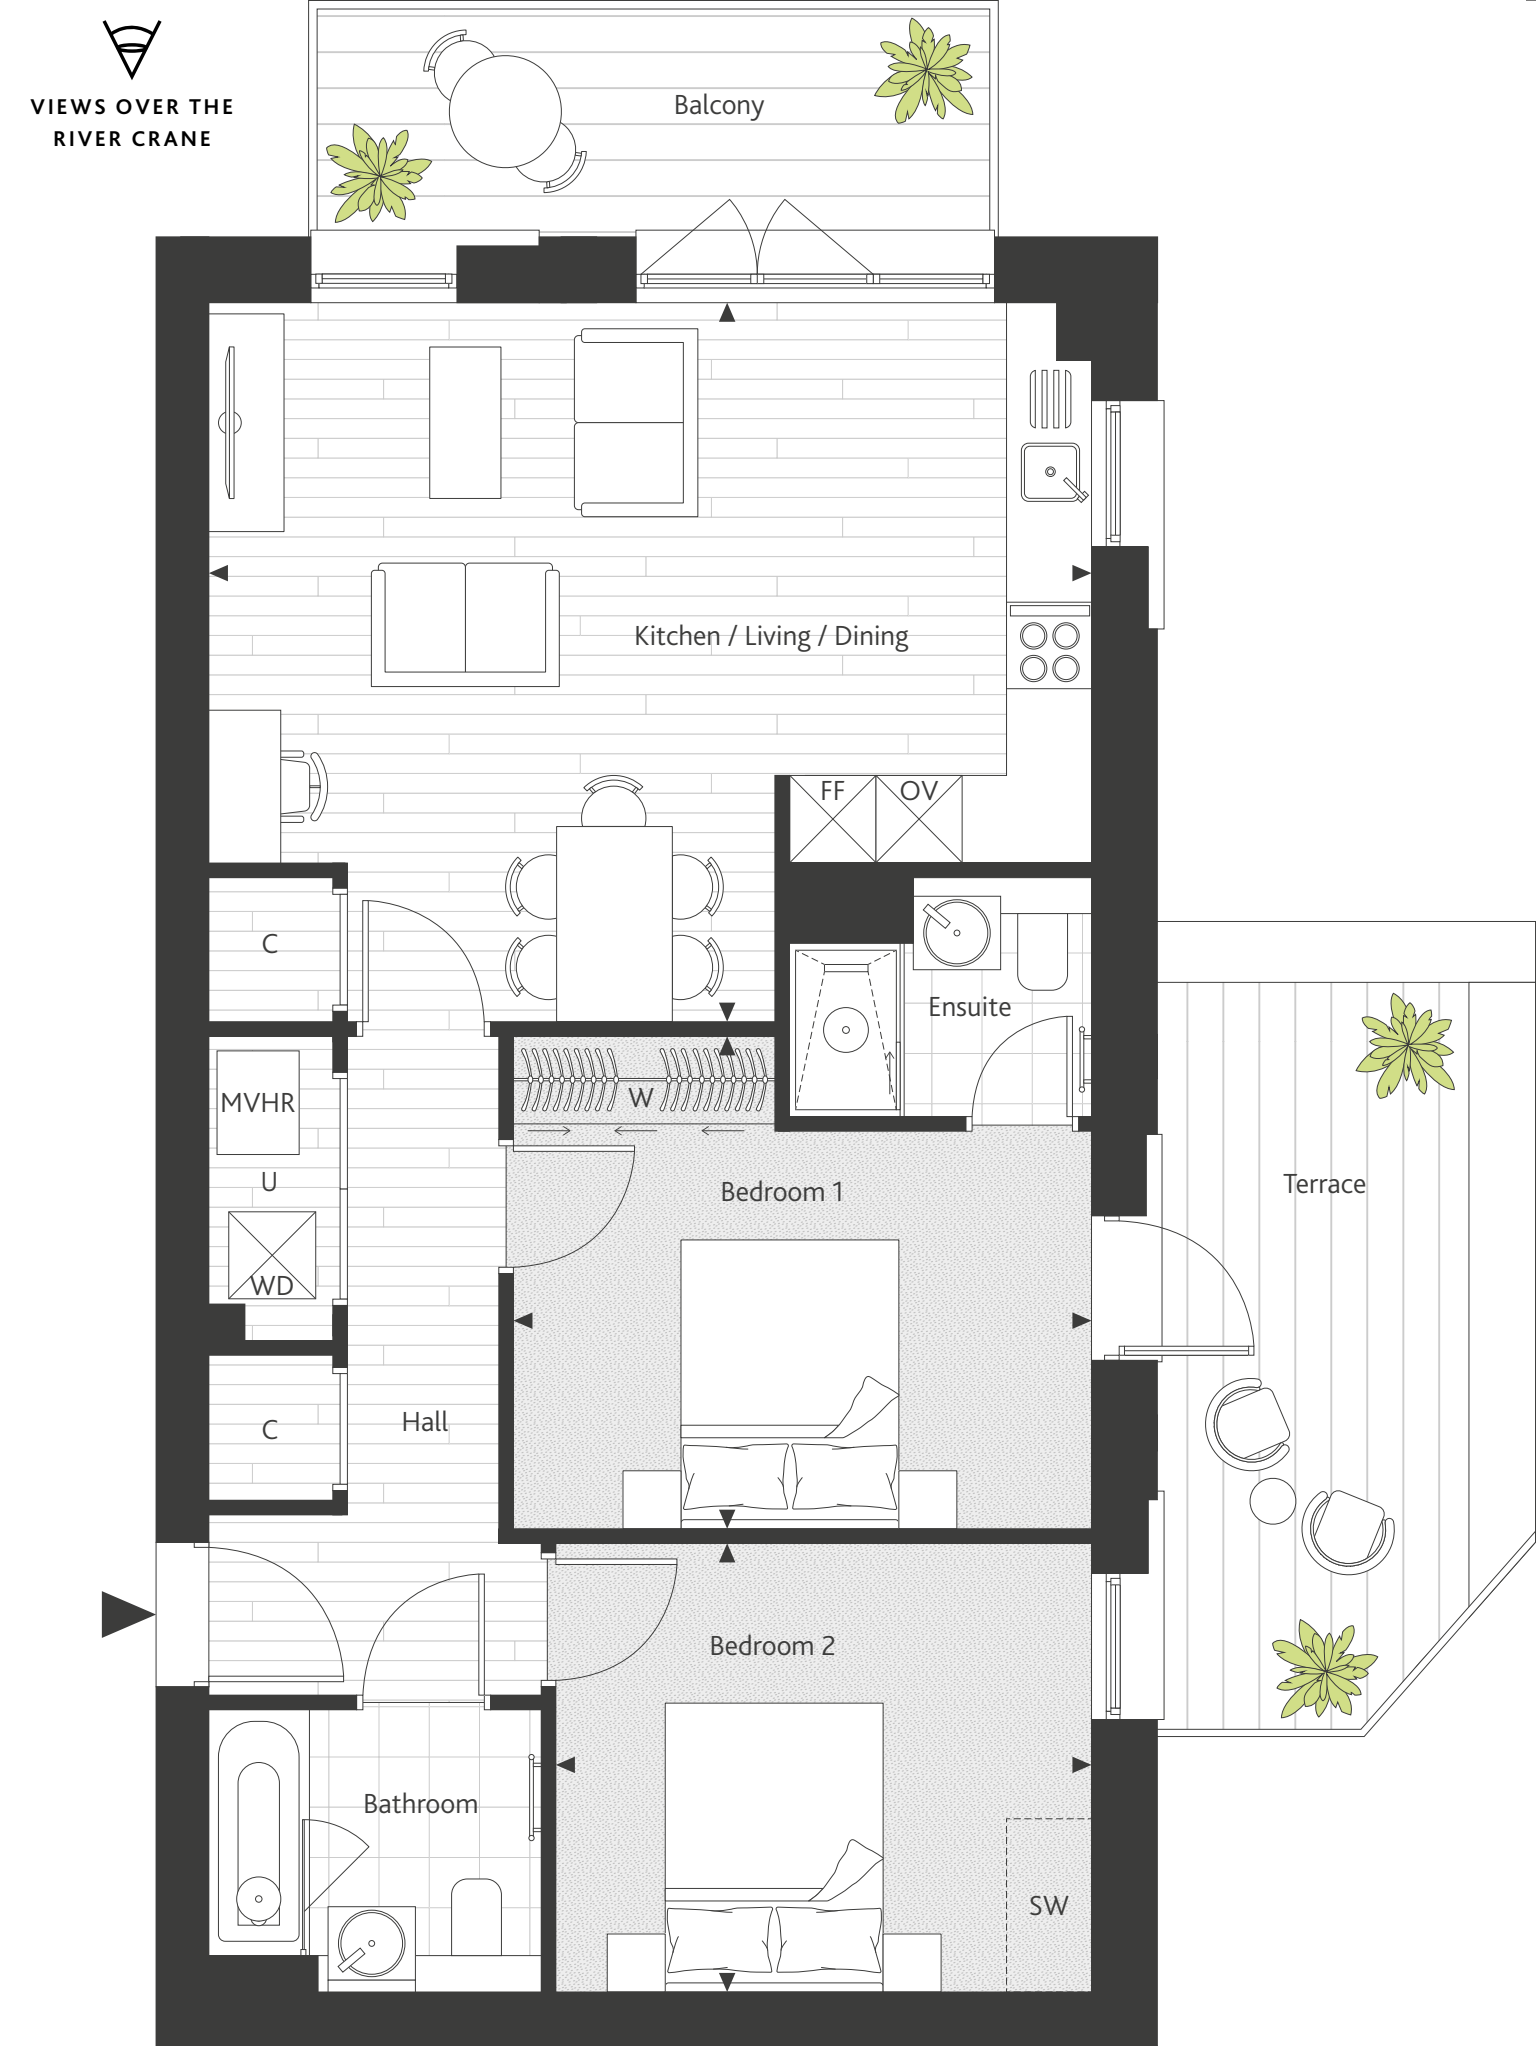 VIEWS OVER THE
RIVER CRANE
Balcony
Kitchen / Living / Dining
FF
OV
C
Ensuite
MVHR
W
U
Bedroom 1
Terrace
WD
C
Hall
Bedroom 2
Bathroom
SW